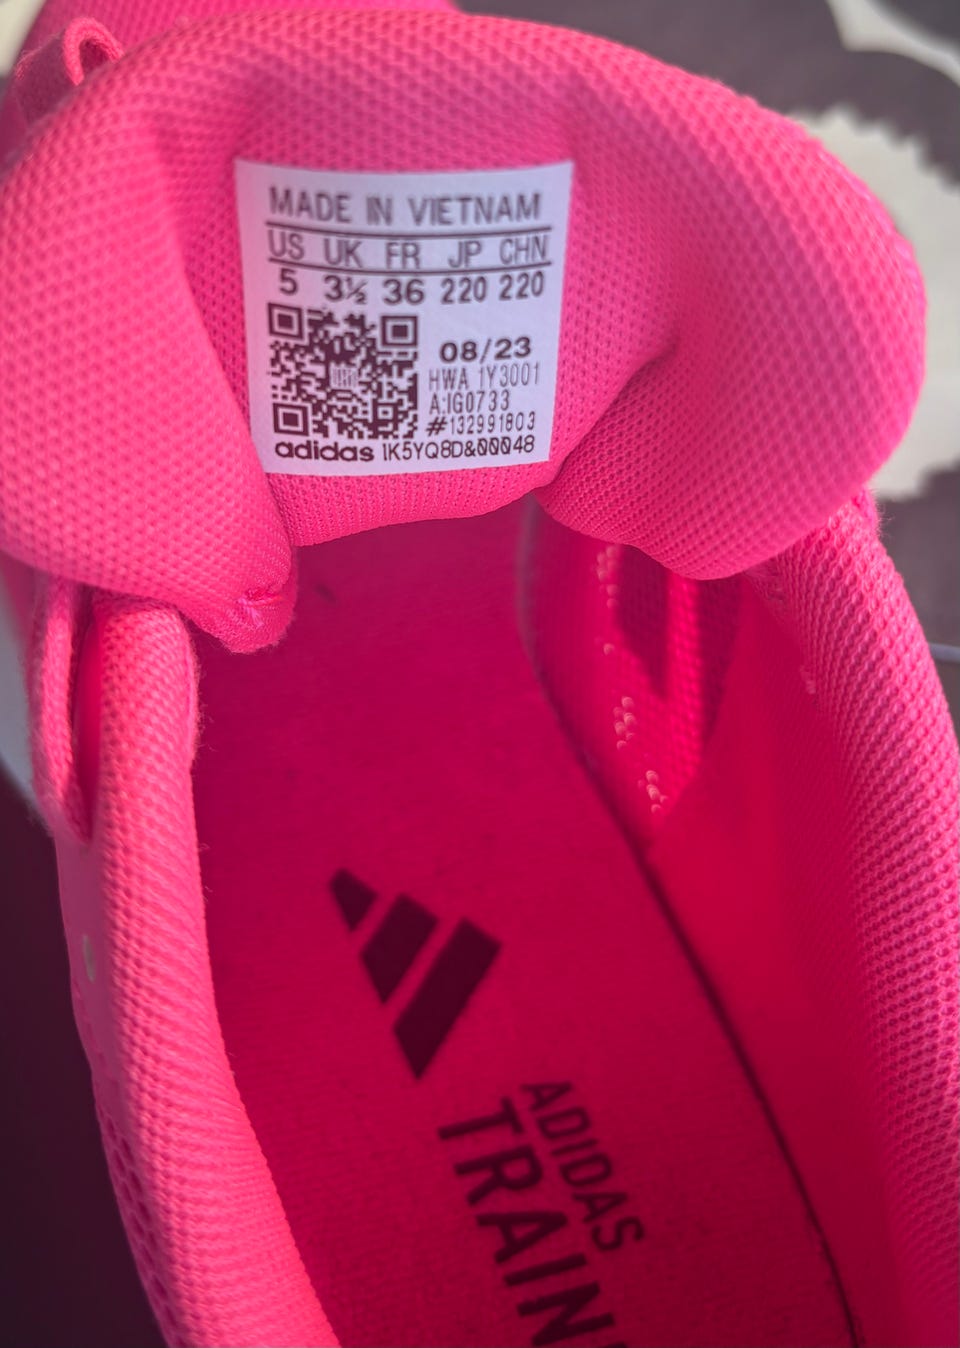 MADE IN VIETNAM
US UK FR JP CHN
5 3½ 36 220 220
08/23
HWA 1Y3001
A:IG0733
#132991803
adidas 1K5YQ8D&00048
ADIDAS
TRAIN